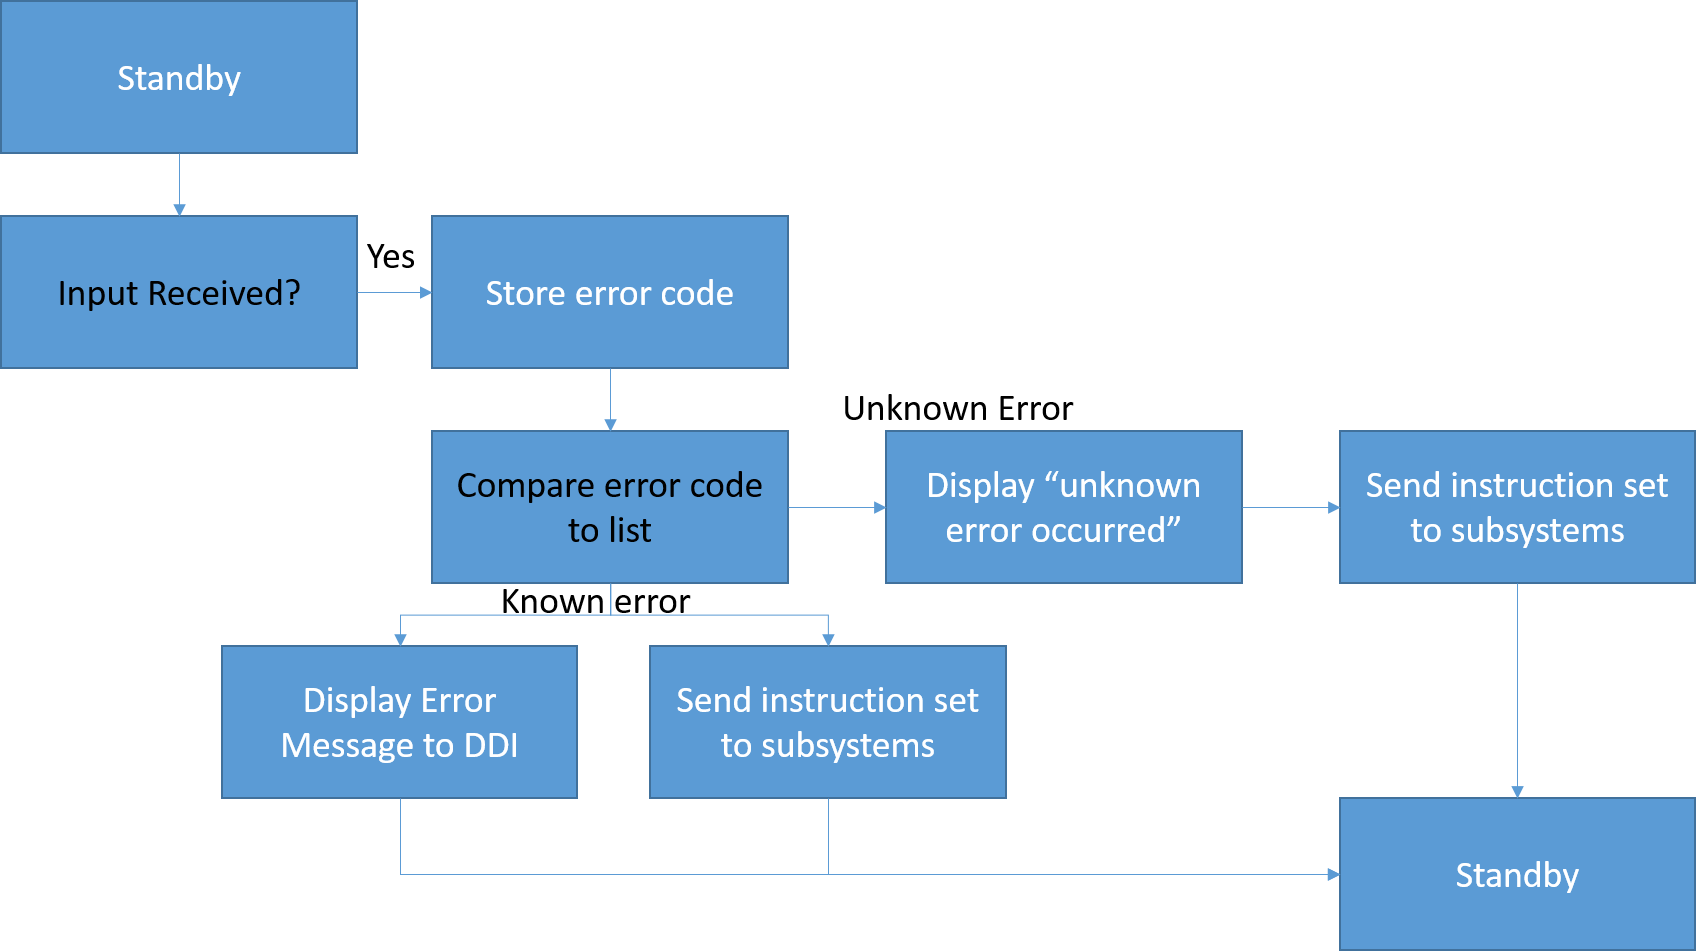 Standby
Input Received?
Yes
Store error code
Unknown Error
Compare error code
to list
Display “unknown
error occurred”
Send instruction set
to subsystems
Known error
Display Error
Message to DDI
Send instruction set
to subsystems
Standby